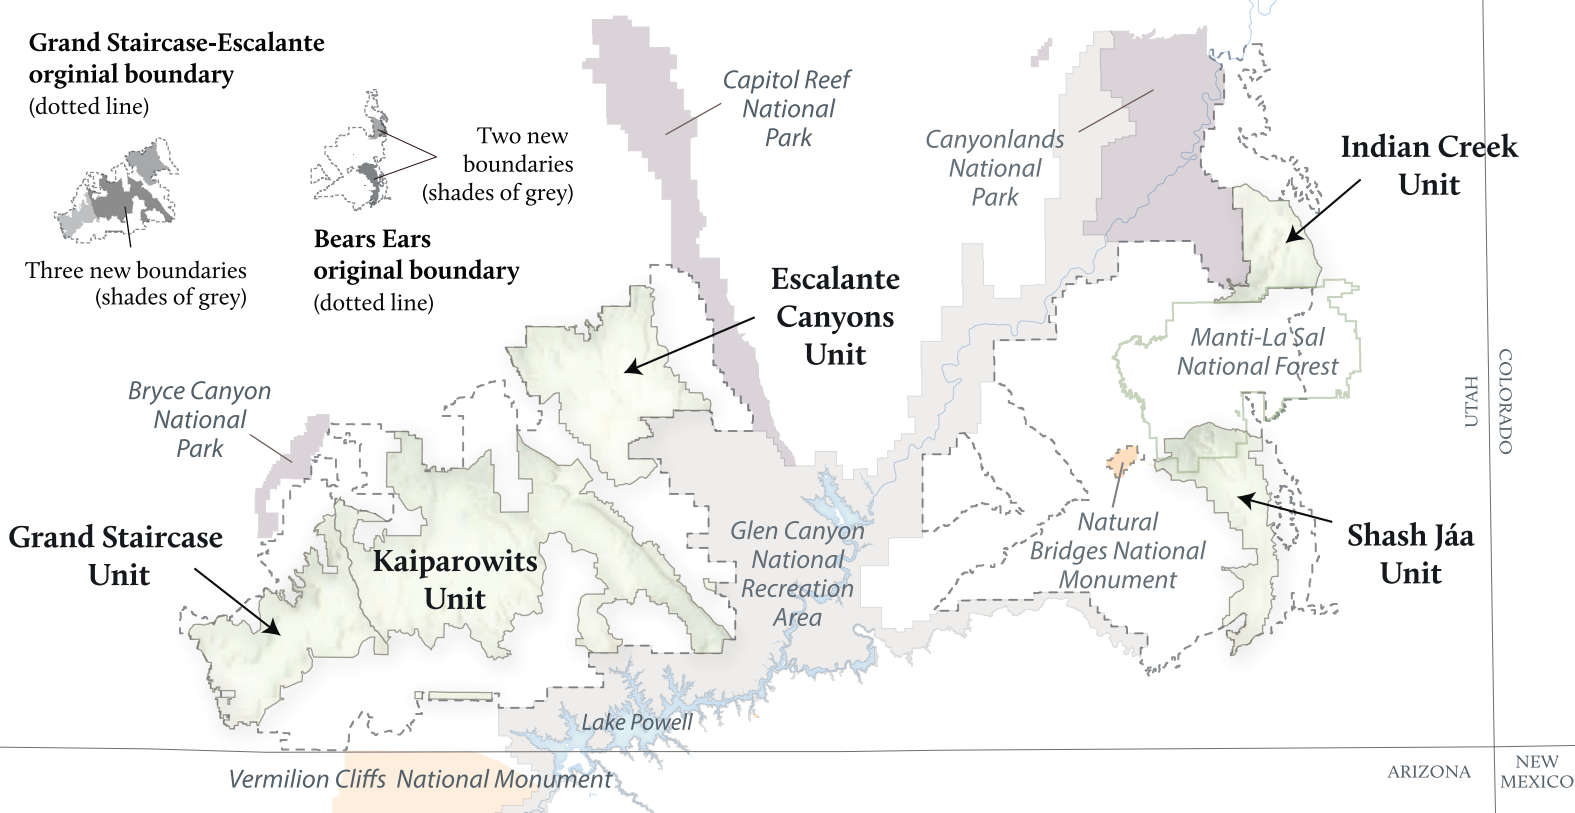 Grand Staircase-Escalante
orginial boundary
(dotted line)
Three new boundaries
(shades of grey)
Two new
boundaries
(shades of grey)
Bears Ears
original boundary
(dotted line)
Capitol Reef
National
Park
Canyonlands
National
Park
Indian Creek
Unit
Escalante
Canyons
Unit
Manti-La Sal
National Forest
Bryce Canyon
National
Park
UTAH
COLORADO
Grand Staircase
Unit
Kaiparowits
Unit
Glen Canyon
National
Recreation
Area
Natural
Bridges National
Monument
Shash Jáa
Unit
Lake Powell
Vermilion Cliffs National Monument
ARIZONA
NEW
MEXICO